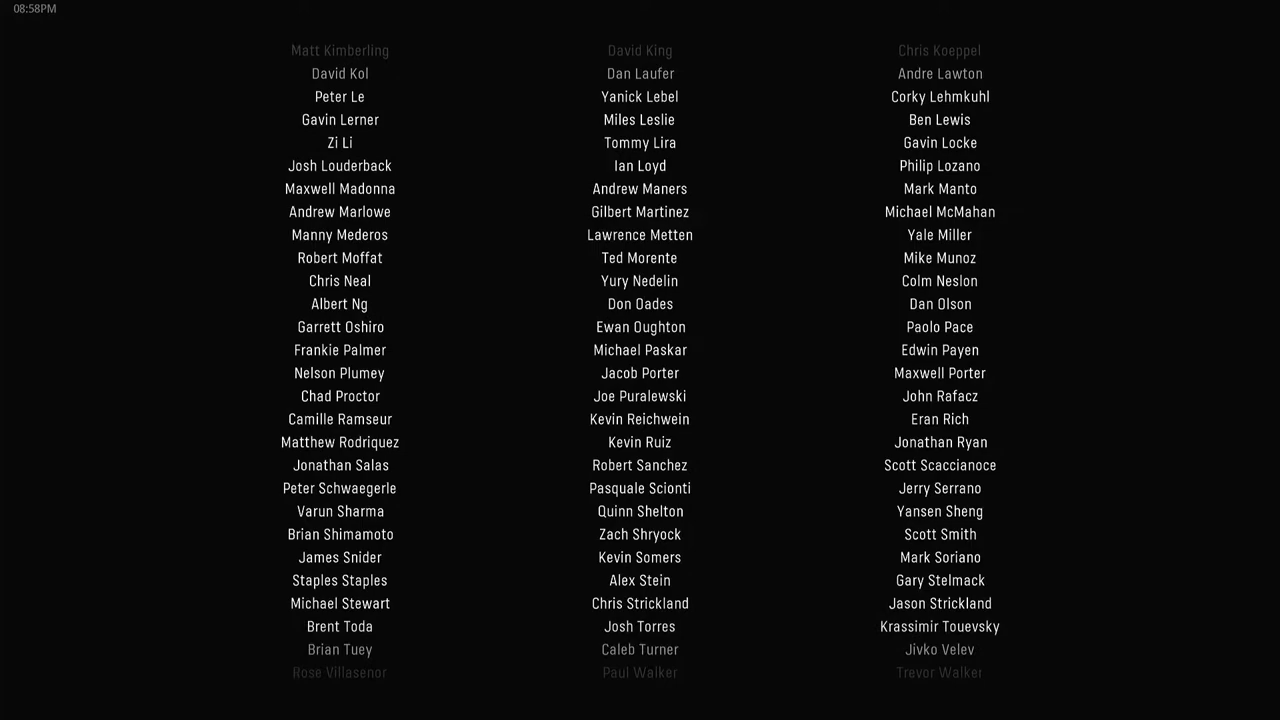 08:58PM
Matt Kimberling David King Chris Koeppel
David Kol Dan Laufer Andre Lawton
Peter Le Yanick Lebel Corky Lehmkuhl
Gavin Lerner Miles Leslie Ben Lewis
Zi Li Tommy Lira Gavin Locke
Josh Louderback Ian Loyd Philip Lozano
Maxwell Madonna Andrew Maners Mark Manto
Andrew Marlowe Gilbert Martinez Michael McMahan
Manny Mederos Lawrence Metten Yale Miller
Robert Moffat Ted Morente Mike Munoz
Chris Neal Yury Nedelin Colm Neslon
Albert Ng Don Oades Dan Olson
Garrett Oshiro Ewan Oughton Paolo Pace
Frankie Palmer Michael Paskar Edwin Payen
Nelson Plumey Jacob Porter Maxwell Porter
Chad Proctor Joe Puralewski John Rafacz
Camille Ramseur Kevin Reichwein Eran Rich
Matthew Rodriquez Kevin Ruiz Jonathan Ryan
Jonathan Salas Robert Sanchez Scott Scaccianoce
Peter Schwaegerle Pasquale Scionti Jerry Serrano
Varun Sharma Quinn Shelton Yansen Sheng
Brian Shimamoto Zach Shryock Scott Smith
James Snider Kevin Somers Mark Soriano
Staples Staples Alex Stein Gary Stelmack
Michael Stewart Chris Strickland Jason Strickland
Brent Toda Josh Torres Krassimir Touevsky
Brian Tuey Caleb Turner Jivko Velev
Rose Villasenor Paul Walker Trevor Walker